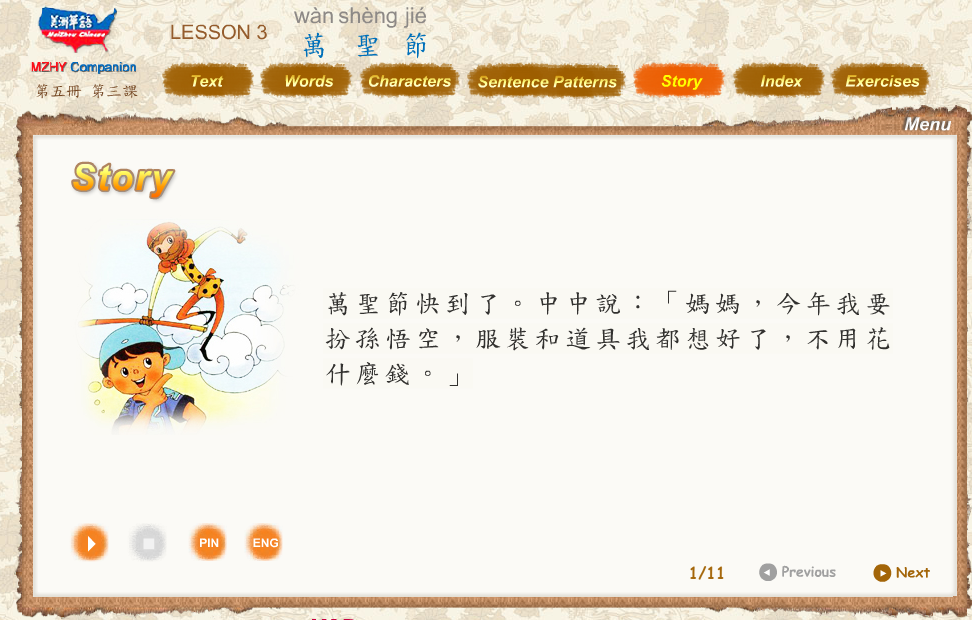 美洲華語
MeiZhou Chinese
MZHY Companion
第五冊 第三課
LESSON 3
wàn shèng jié
萬 聖 節
Text
Words
Characters
Sentence Patterns
Story
Index
Exercises
Menu
Story
萬聖節快到了。中中說：「媽媽，今年我要
扮孫悟空，服裝和道具我都想好了，不用花
什麼錢。」
PIN
ENG
1/11
Previous
Next